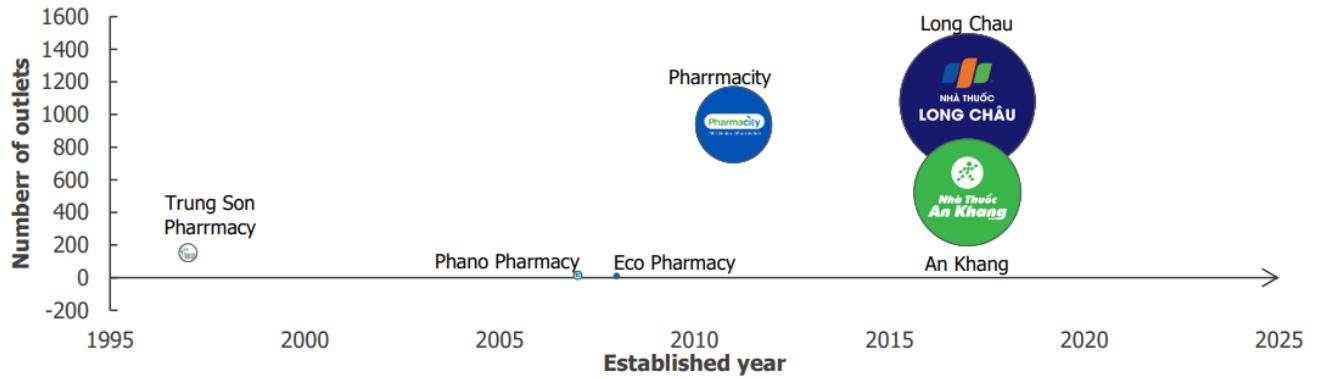 1600
1400
1200
1000
800
600
400
200
0
-200
Numberr of outlets
Trung Son
Pharrmacy
Phano Pharmacy
Eco Pharmacy
Pharrmacity
Pharmacity
Long Chau
NHÀ THUỐC
LONG CHÂU
Nhà Thuốc
An Khang
An Khang
1995
2000
2005
2010
2015
2020
2025
Established year